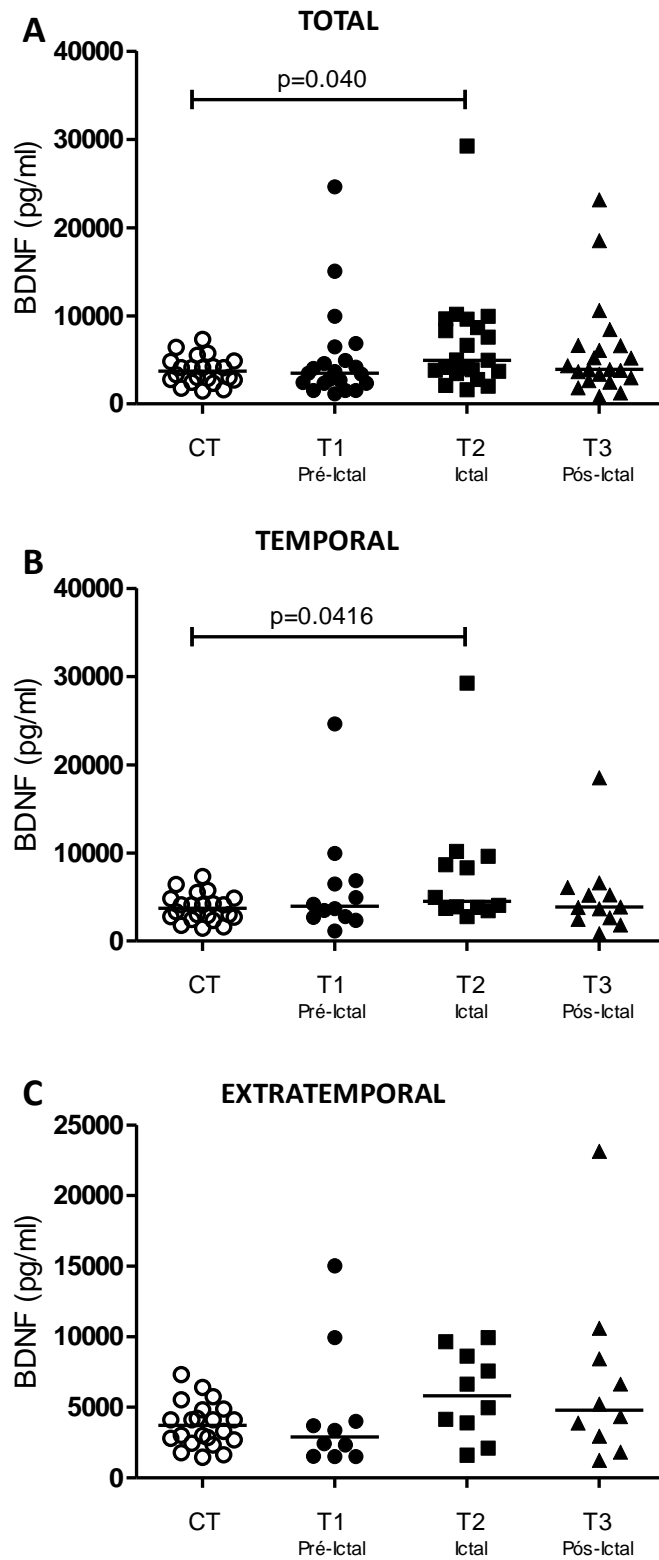 A
TOTAL
40000
p=0.040
30000
20000
10000
0
BDNF (pg/ml)
CT T1 T2 T3
Pré-Ictal Ictal Pós-Ictal
B
TEMPORAL
40000
p=0.0416
30000
20000
10000
0
BDNF (pg/ml)
CT T1 T2 T3
Pré-Ictal Ictal Pós-Ictal
C
EXTRATEMPORAL
25000
20000
15000
10000
5000
0
BDNF (pg/ml)
CT T1 T2 T3
Pré-Ictal Ictal Pós-Ictal